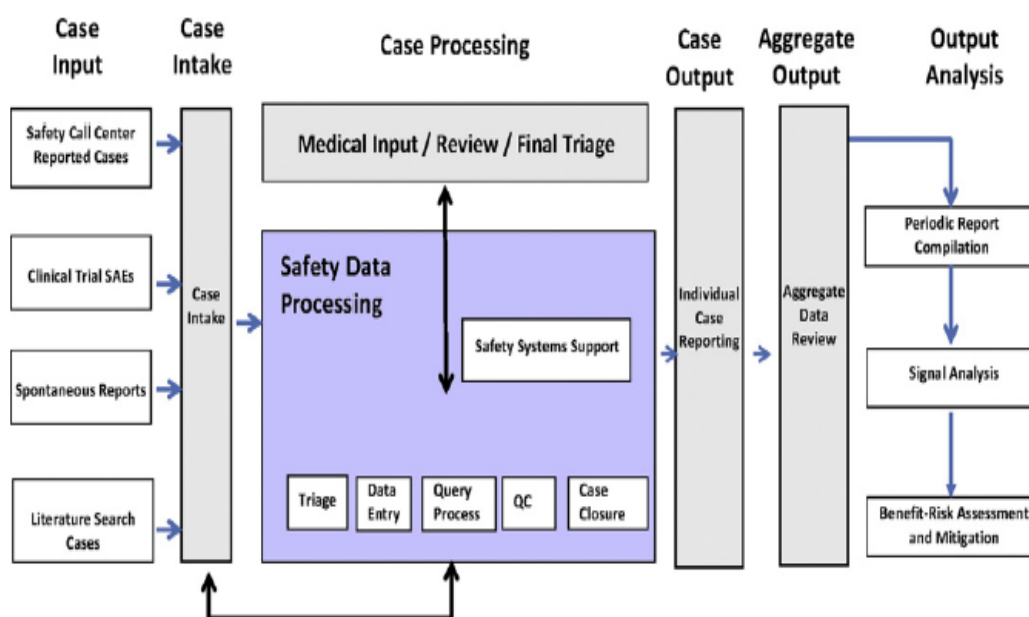 Case
Input
Case
Intake
Case Processing
Case
Output
Aggregate
Output
Output
Analysis
Safety Call Center
Reported Cases
Clinical Trial SAEs
Spontaneous Reports
Literature Search
Cases
Case
Intake
Medical Input / Review / Final Triage
Safety Data
Processing
Safety Systems Support
Triage
Data
Entry
Query
Process
QC
Case
Closure
Individual
Case
Reporting
Aggregate
Data
Review
Periodic Report
Compilation
Signal Analysis
Benefit-Risk Assessment
and Mitigation